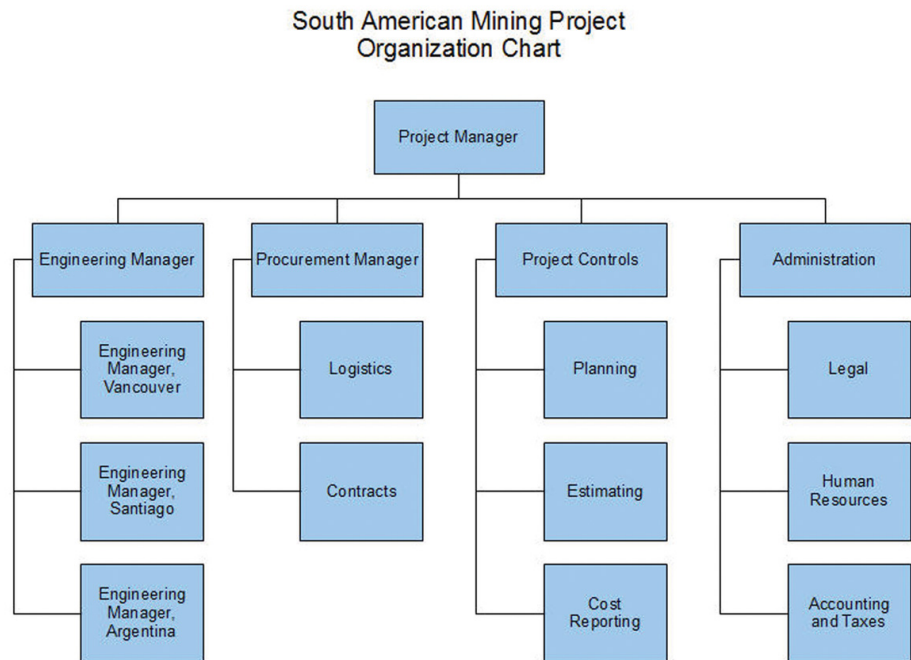 South American Mining Project
Organization Chart
Project Manager
Engineering Manager
Procurement Manager
Project Controls
Administration
Engineering
Manager,
Vancouver
Logistics
Planning
Legal
Engineering
Manager,
Santiago
Contracts
Estimating
Human
Resources
Engineering
Manager,
Argentina
Cost
Reporting
Accounting
and Taxes